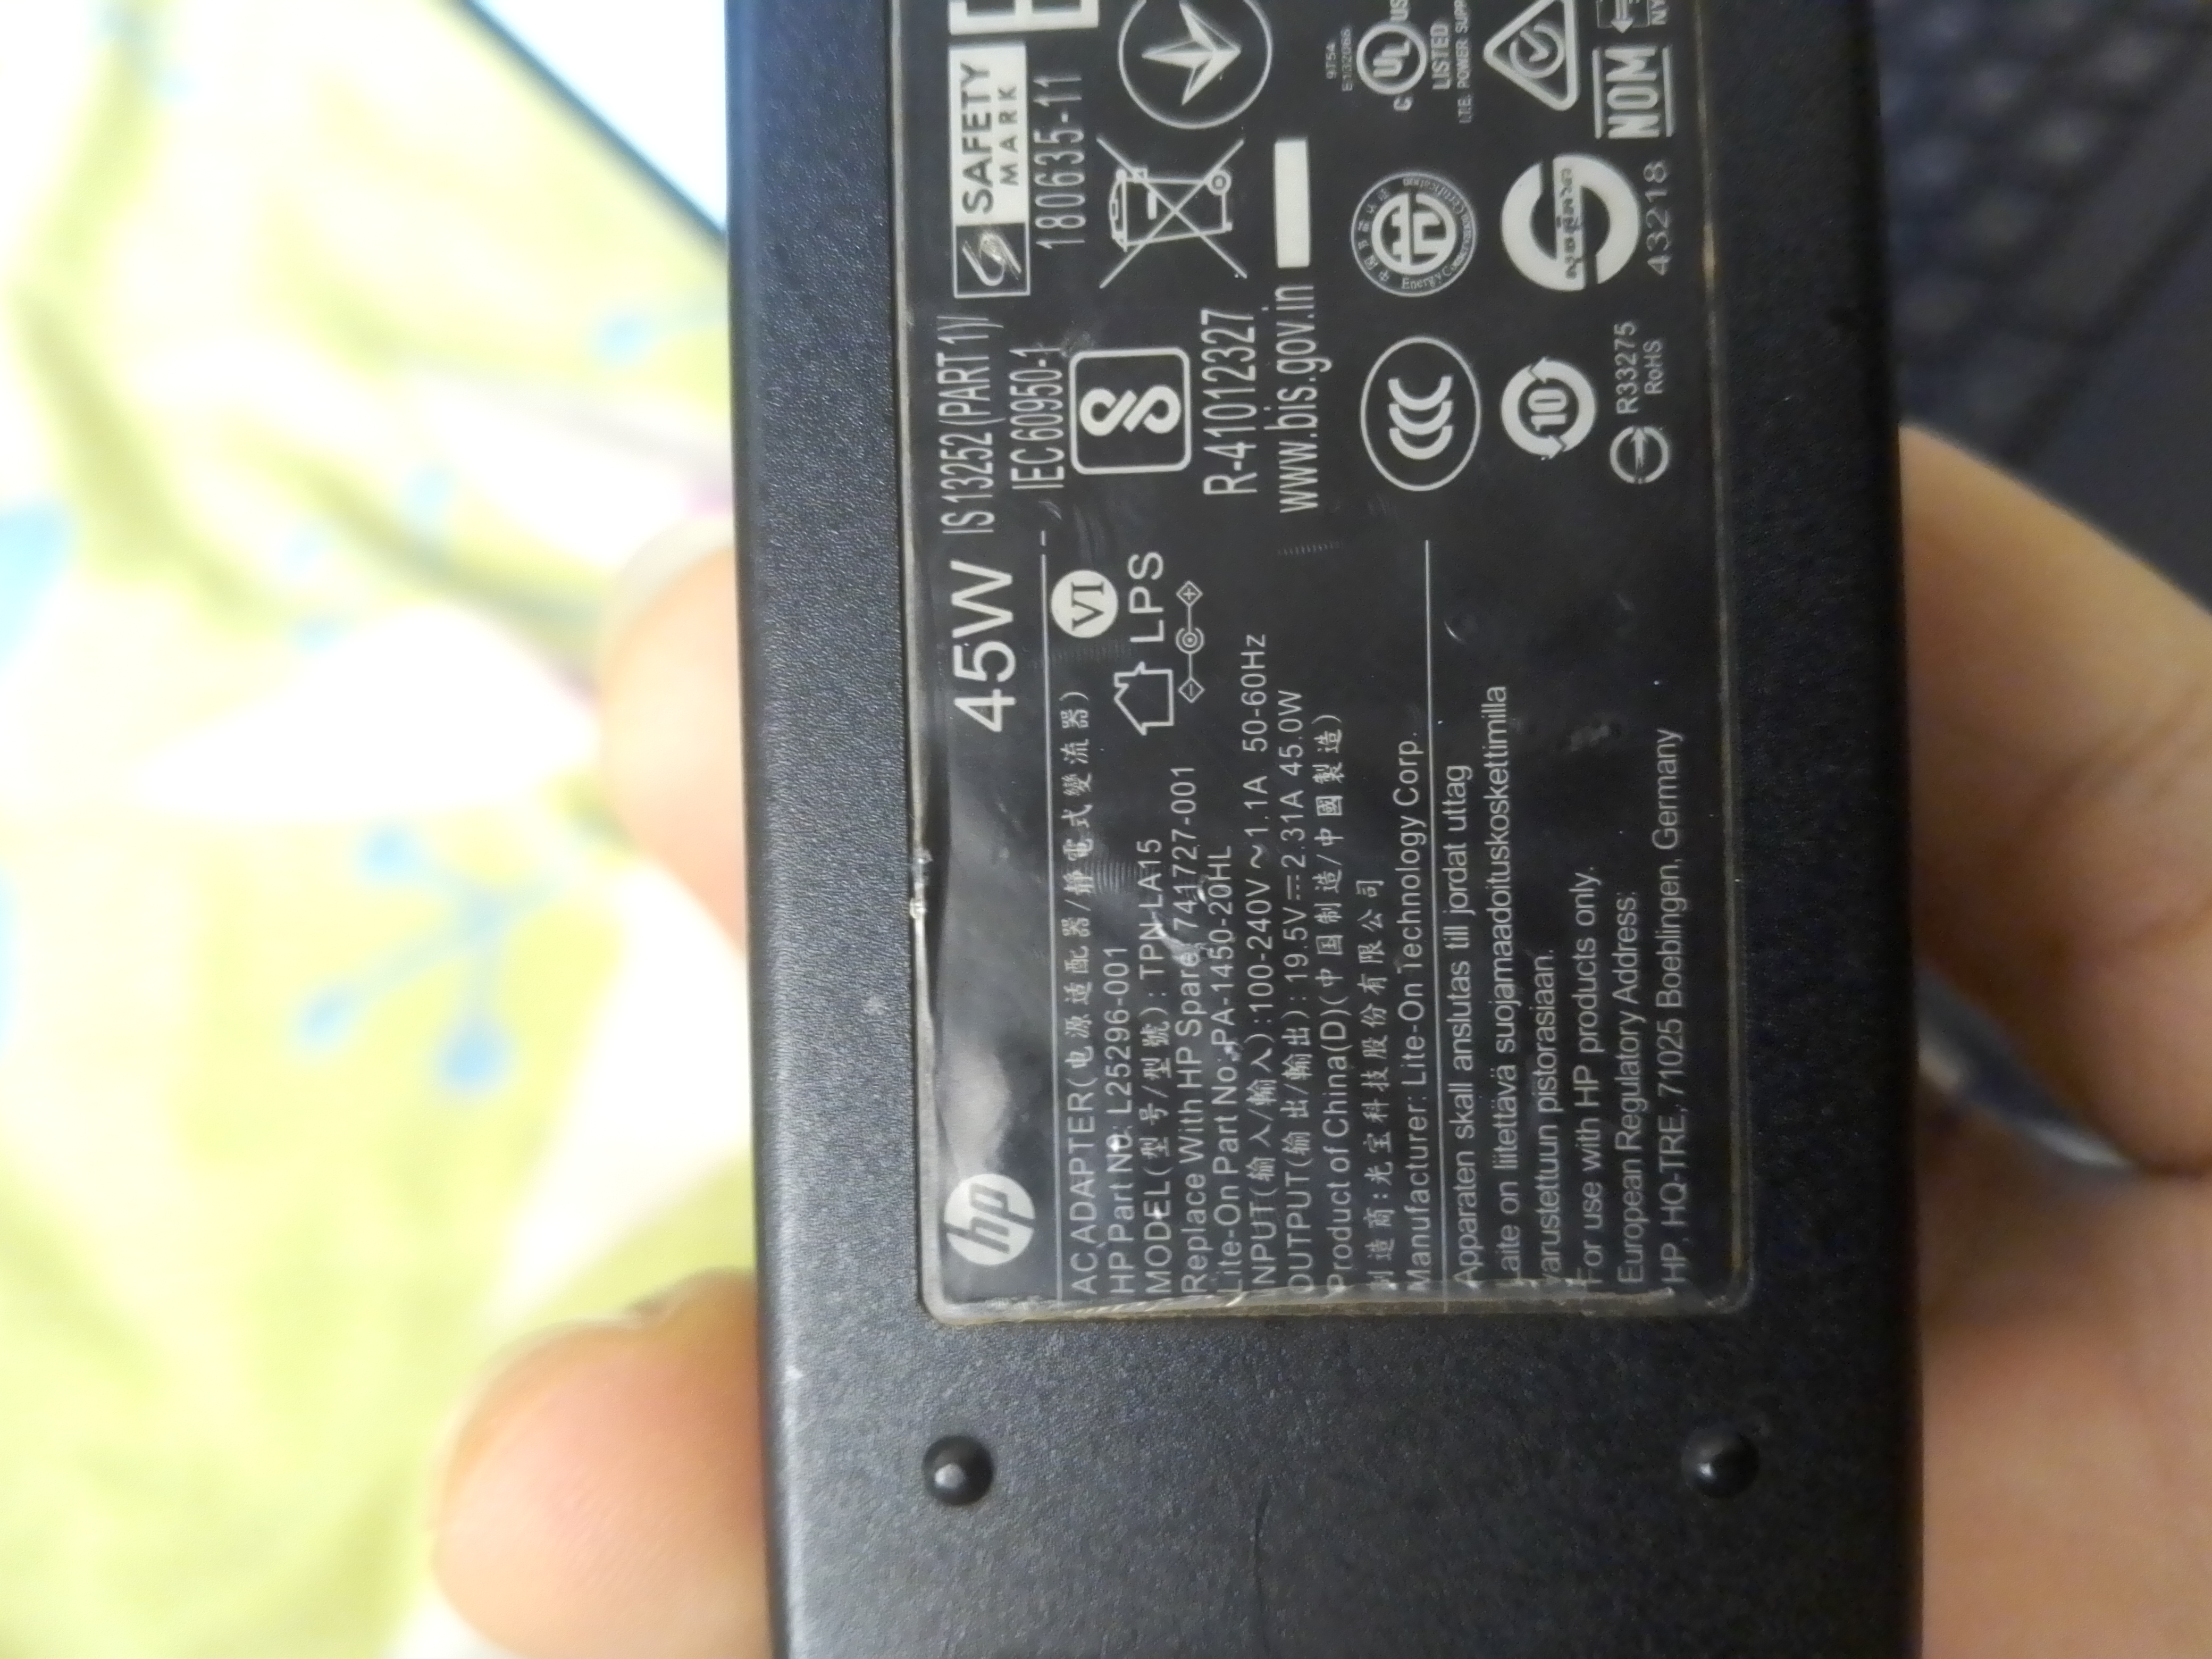 hp
45W
AC ADAPTER(电源适配器/静電式變流器)
HP Part No. L25296-001
MODEL(型号/型號): TPN-LA15
Replace With HP Spare 741727-001
Lite-On Part No. PA-1450-20HL
INPUT(输入/輸入):100-240V~1.1A 50-60Hz
OUTPUT(输出/輸出):19.5V⎓2.31A 45.0W
Product of China(D)(中国制造/中國製造)
制造商:光宝科技股份有限公司
Manufacturer: Lite-On Technology Corp.
VI
LPS
Apparaten skall anslutas till jordat uttag
Laite on liitettävä suojamaadoituskoskettimilla
varustettuun pistorasiaan.
For use with HP products only.
European Regulatory Address:
HP, HQ-TRE, 71025 Boeblingen, Germany
IS 13252(PART 1)/
IEC 60950-1
R-41012327
www.bis.gov.in
CCC
10
R33275
RoHS
SAFETY
MARK
180635-11
43218
9T54
E132068
C UL US
LISTED
NOM
NY